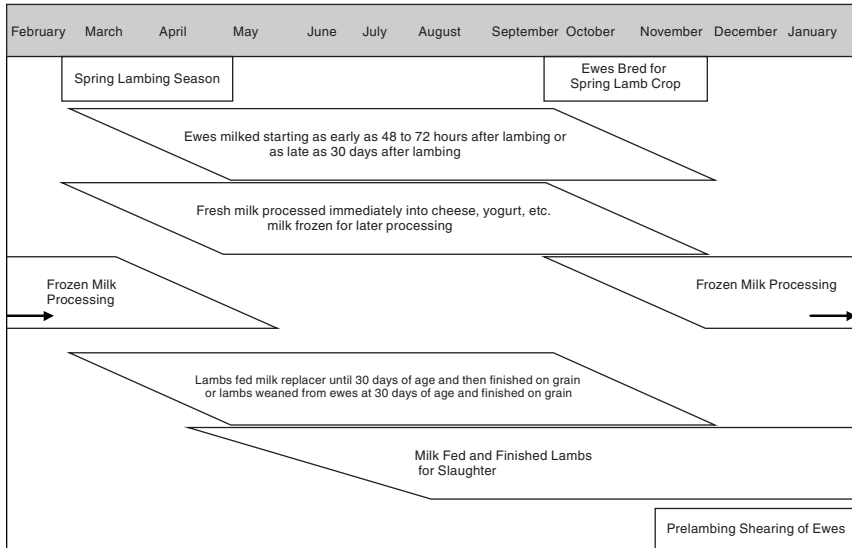 February March April May June July August September October November December January
Spring Lambing Season
Ewes Bred for
Spring Lamb Crop
Ewes milked starting as early as 48 to 72 hours after lambing or
as late as 30 days after lambing
Fresh milk processed immediately into cheese, yogurt, etc.
milk frozen for later processing
Frozen Milk
Processing
Frozen Milk Processing
Lambs fed milk replacer until 30 days of age and then finished on grain
or lambs weaned from ewes at 30 days of age and finished on grain
Milk Fed and Finished Lambs
for Slaughter
Prelambing Shearing of Ewes